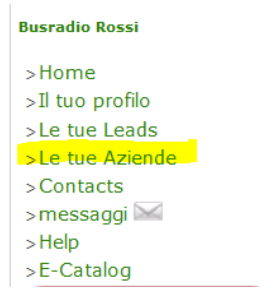 Busradio Rossi
>Home
>Il tuo profilo
>Le tue Leads
>Le tue Aziende
>Contacts
>messaggi
>Help
>E-Catalog